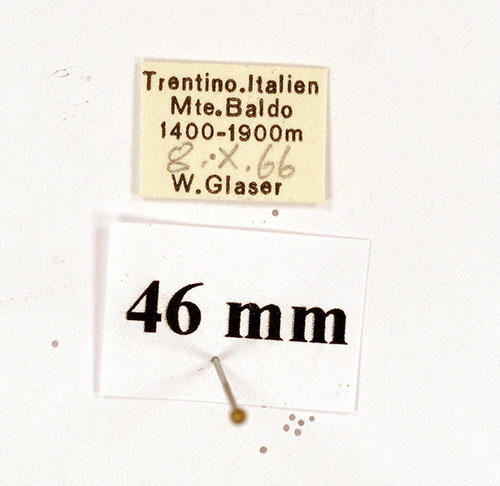 Trentino.Italien
Mte.Baldo
1400-1900m
8.X.66
W.Glaser
46 mm